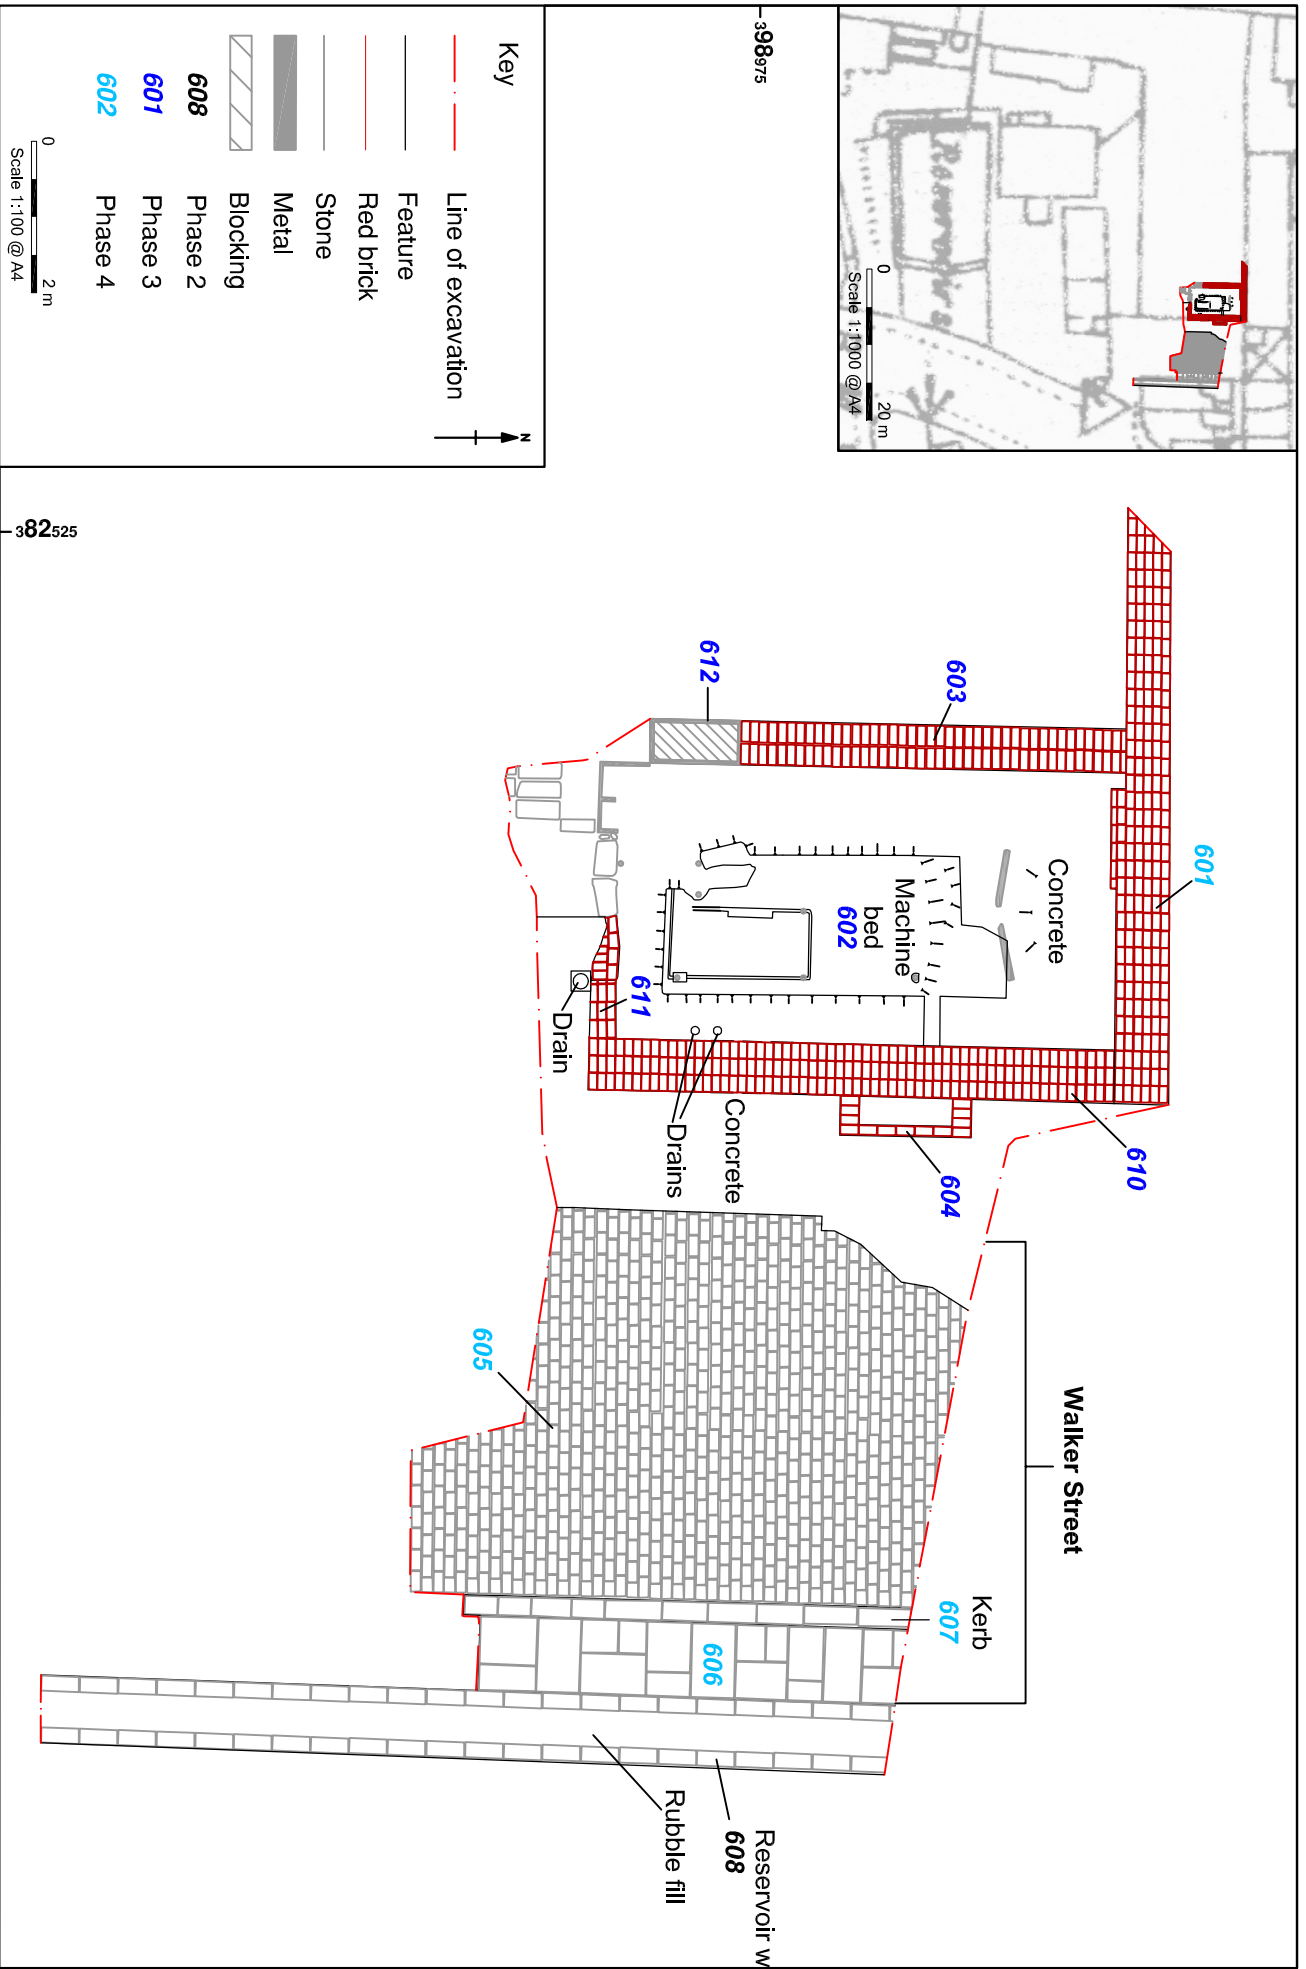 Reservoirs
0
20 m
Scale 1:1000 @ A4
398975
382525
601
603
612
Concrete
Machine
bed
602
611
Drain
Drains
Concrete
610
604
Walker Street
605
Kerb
607
606
Reservoir w
608
Rubble fill
Key
Line of excavation
Feature
Red brick
Stone
Metal
Blocking
608 Phase 2
601 Phase 3
602 Phase 4
N
0
2 m
Scale 1:100 @ A4